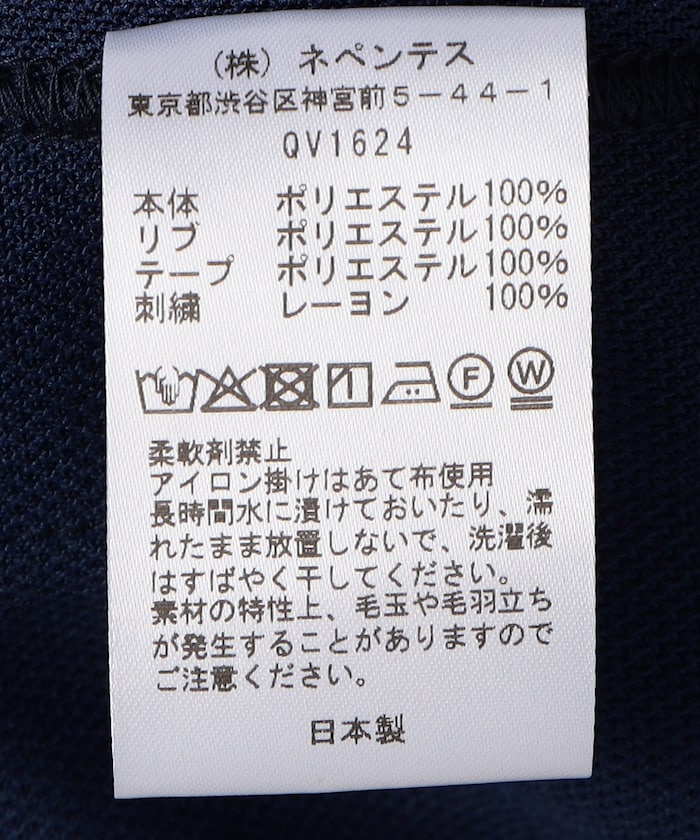 (株) ネペンテス
東京都渋谷区神宮前5-44-1
QV1624
本体 ポリエステル100%
リブ ポリエステル100%
テープ ポリエステル100%
刺繍 レーヨン 100%
F W
柔軟剤禁止
アイロン掛けはあて布使用
長時間水に漬けておいたり、濡
れたまま放置しないで、洗濯後
はすばやく干してください。
素材の特性上、毛玉や毛羽立ち
が発生することがありますので
ご注意ください。
日本製